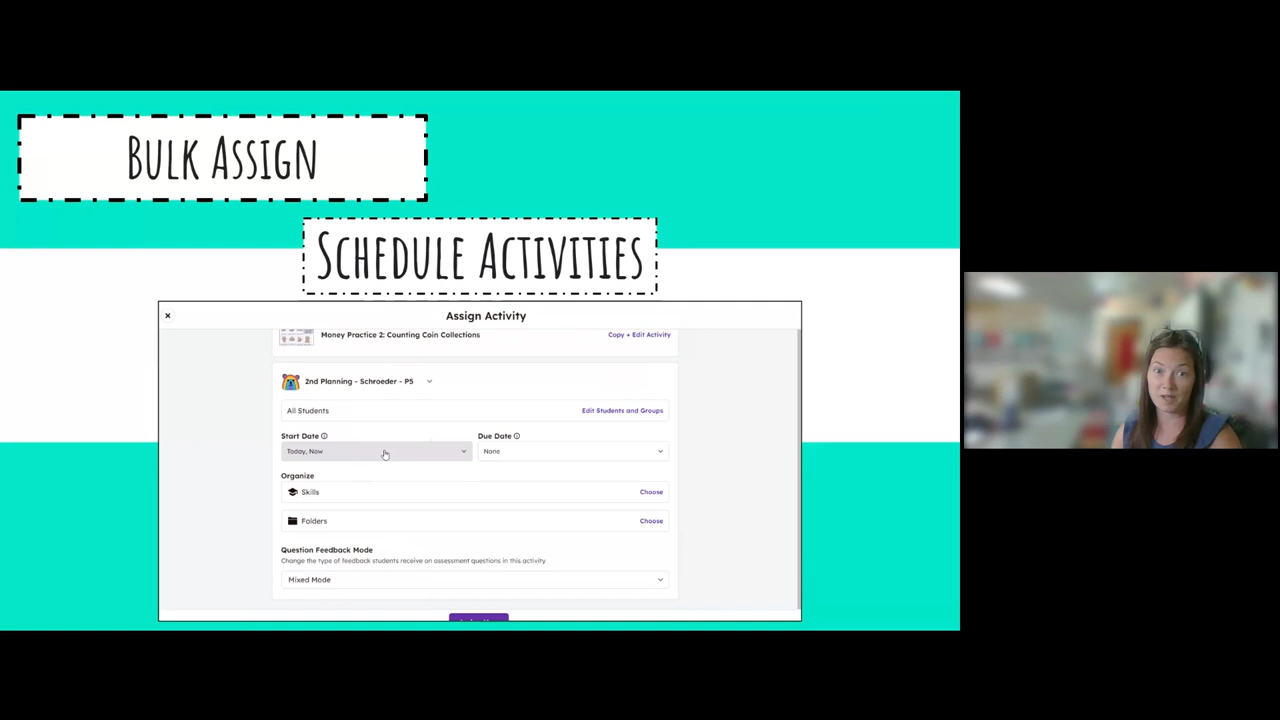 BULK ASSIGN
SCHEDULE ACTIVITIES
Assign Activity
Money Practice 2: Counting Coin Collections
Copy + Edit Activity
2nd Planning - Schroeder - P5
All Students
Edit Students and Groups
Start Date
Due Date
Today, Now
None
Organize
Skills
Choose
Folders
Choose
Question Feedback Mode
Change the type of feedback students receive on assessment questions in this activity
Mixed Mode